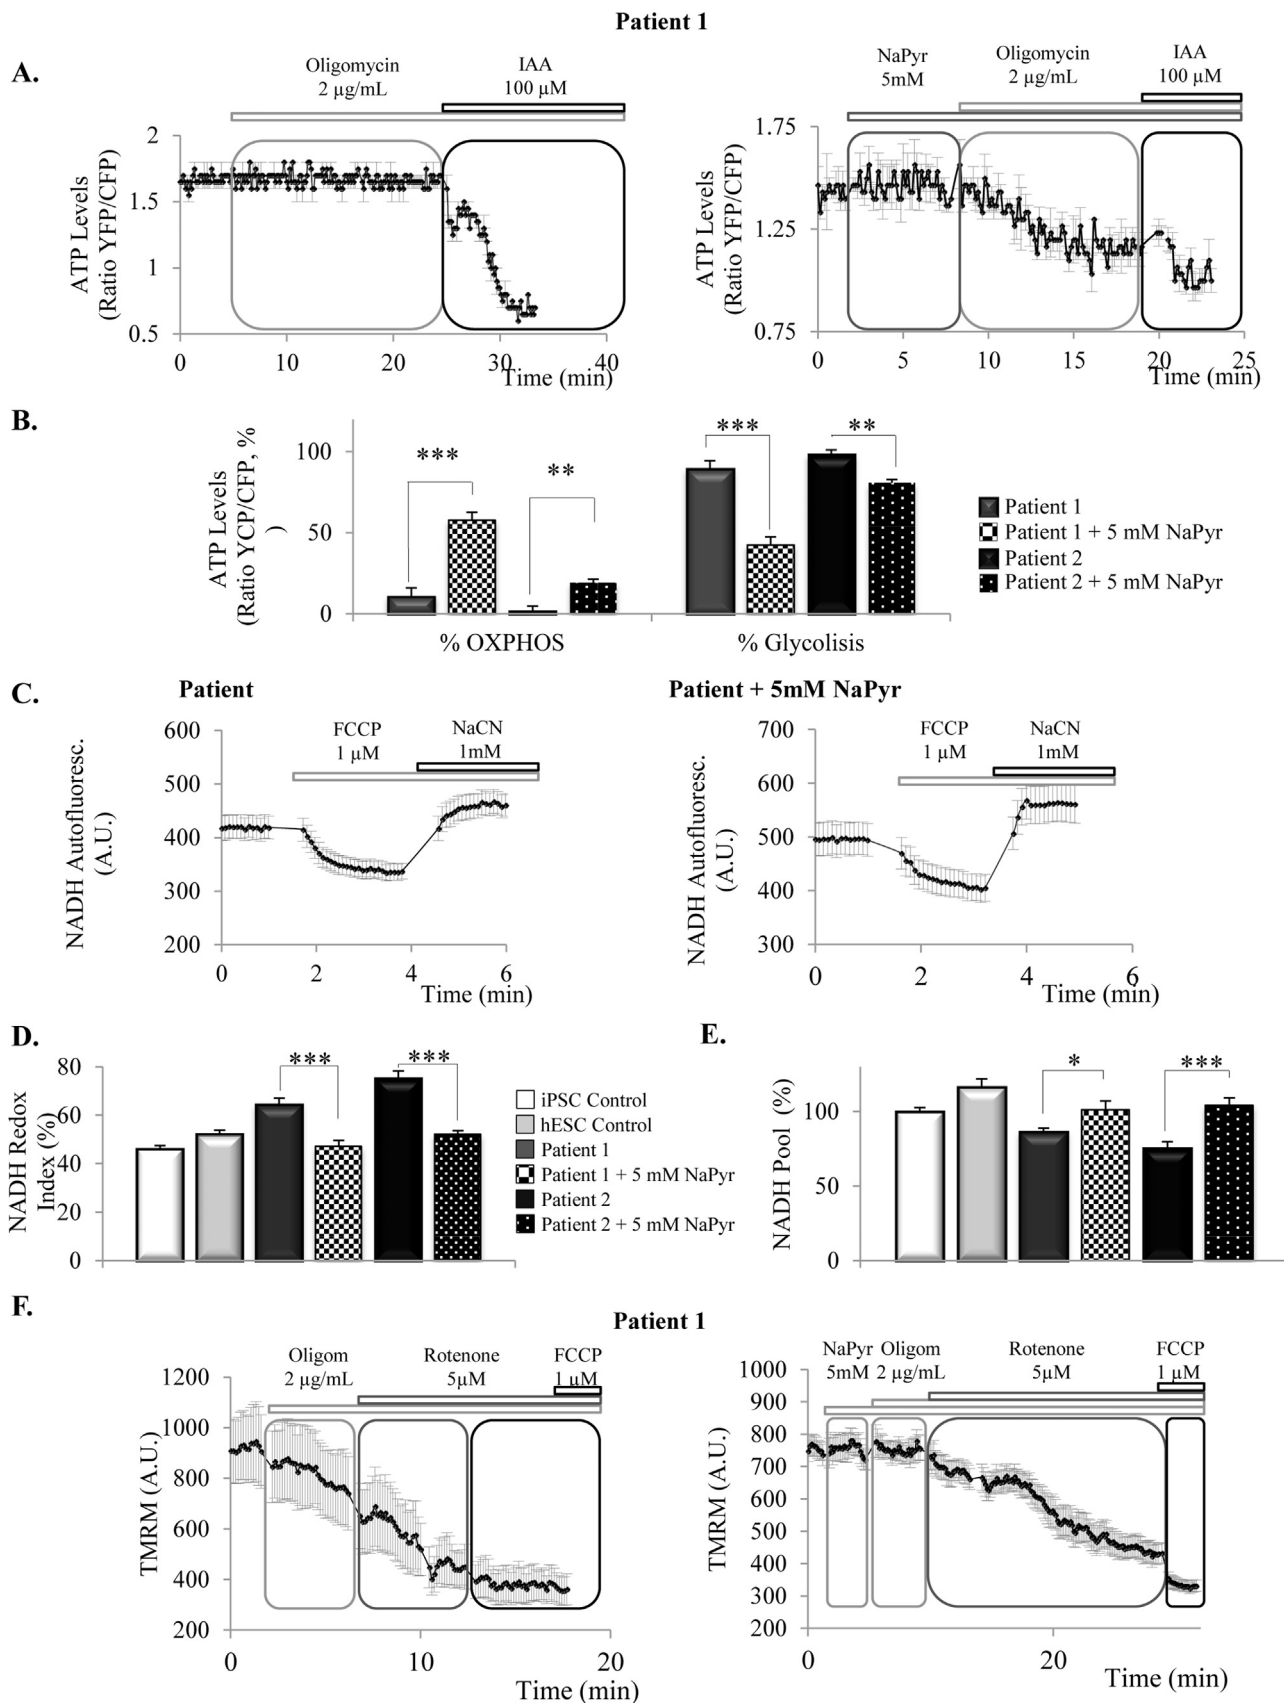 Patient 1
A.
Oligomycin
2 µg/mL
IAA
100 µM
2
1.5
1
0.5
ATP Levels
(Ratio YFP/CFP)
0
10
20
30
40
Time (min)
NaPyr
5mM
Oligomycin
2 µg/mL
IAA
100 µM
1.75
1.25
0.75
ATP Levels
(Ratio YFP/CFP)
0
5
10
15
20
25
Time (min)
B.
ATP Levels
(Ratio YCP/CFP, %
)
100
50
0
***
**
***
**
% OXPHOS
% Glycolisis
Patient 1
Patient 1 + 5 mM NaPyr
Patient 2
Patient 2 + 5 mM NaPyr
C.
Patient
FCCP
1 µM
NaCN
1mM
600
500
400
300
200
NADH Autofluoresc.
(A.U.)
0
2
4
6
Time (min)
Patient + 5mM NaPyr
FCCP
1 µM
NaCN
1mM
700
600
500
400
300
NADH Autofluoresc.
(A.U.)
0
2
4
6
Time (min)
D.
80
60
40
20
0
NADH Redox
Index (%)
***
***
iPSC Control
hESC Control
Patient 1
Patient 1 + 5 mM NaPyr
Patient 2
Patient 2 + 5 mM NaPyr
E.
NADH Pool (%)
100
50
0
*
***
F.
Patient 1
Oligom
2 µg/mL
Rotenone
5µM
FCCP
1 µM
1200
1000
800
600
400
200
TMRM (A.U.)
0
10
20
Time (min)
NaPyr
5mM
Oligom
2 µg/mL
Rotenone
5µM
FCCP
1 µM
1000
900
800
700
600
500
400
300
200
TMRM (A.U.)
0
20
Time (min)